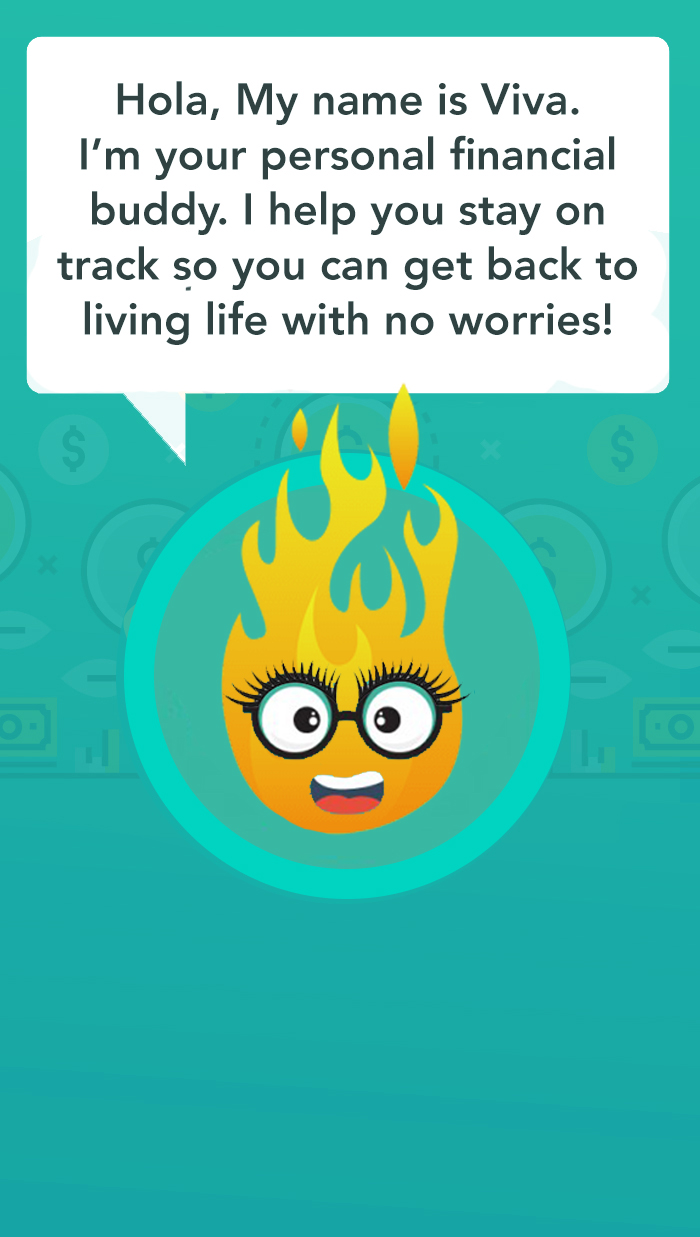 Hola, My name is Viva.
I’m your personal financial
buddy. I help you stay on
track so you can get back to
living life with no worries!
$
$
$